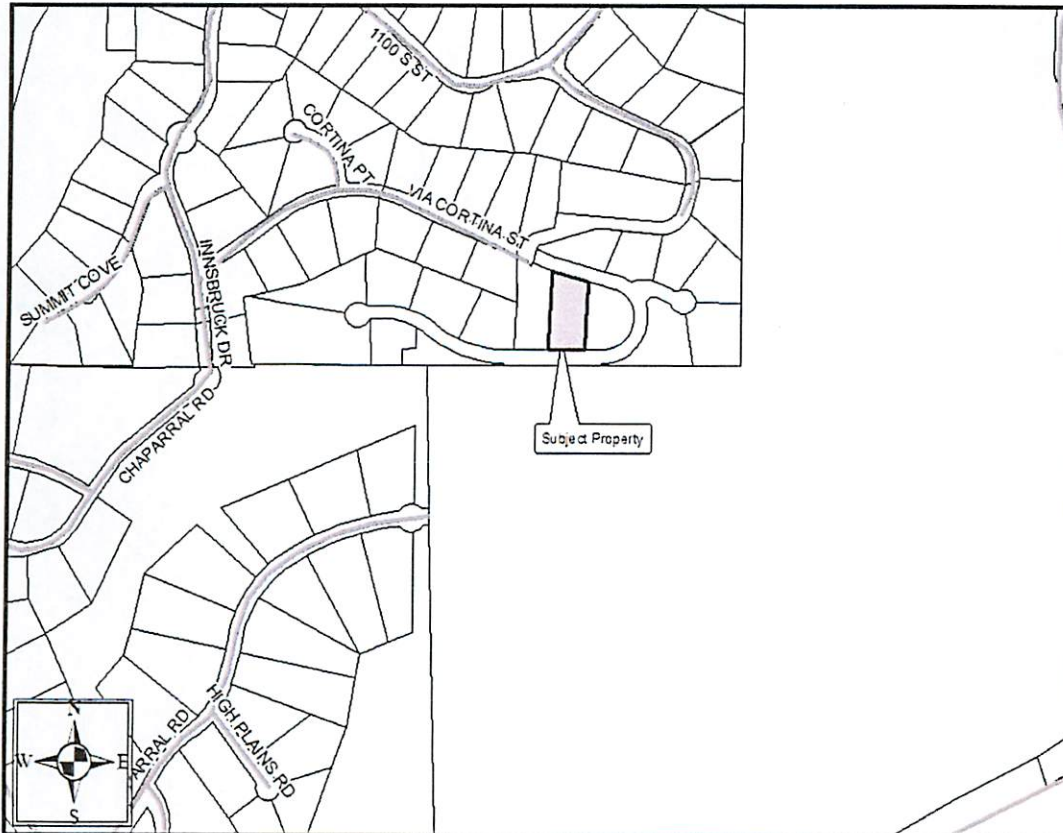 1100 S ST
CORTINA PT
VIA CORTINA ST
INNSBRUCK DR
SUMMIT COVE
CHAPARRAL RD
Subject Property
HIGH PLAINS RD
ARRAL RD
N
W
E
S